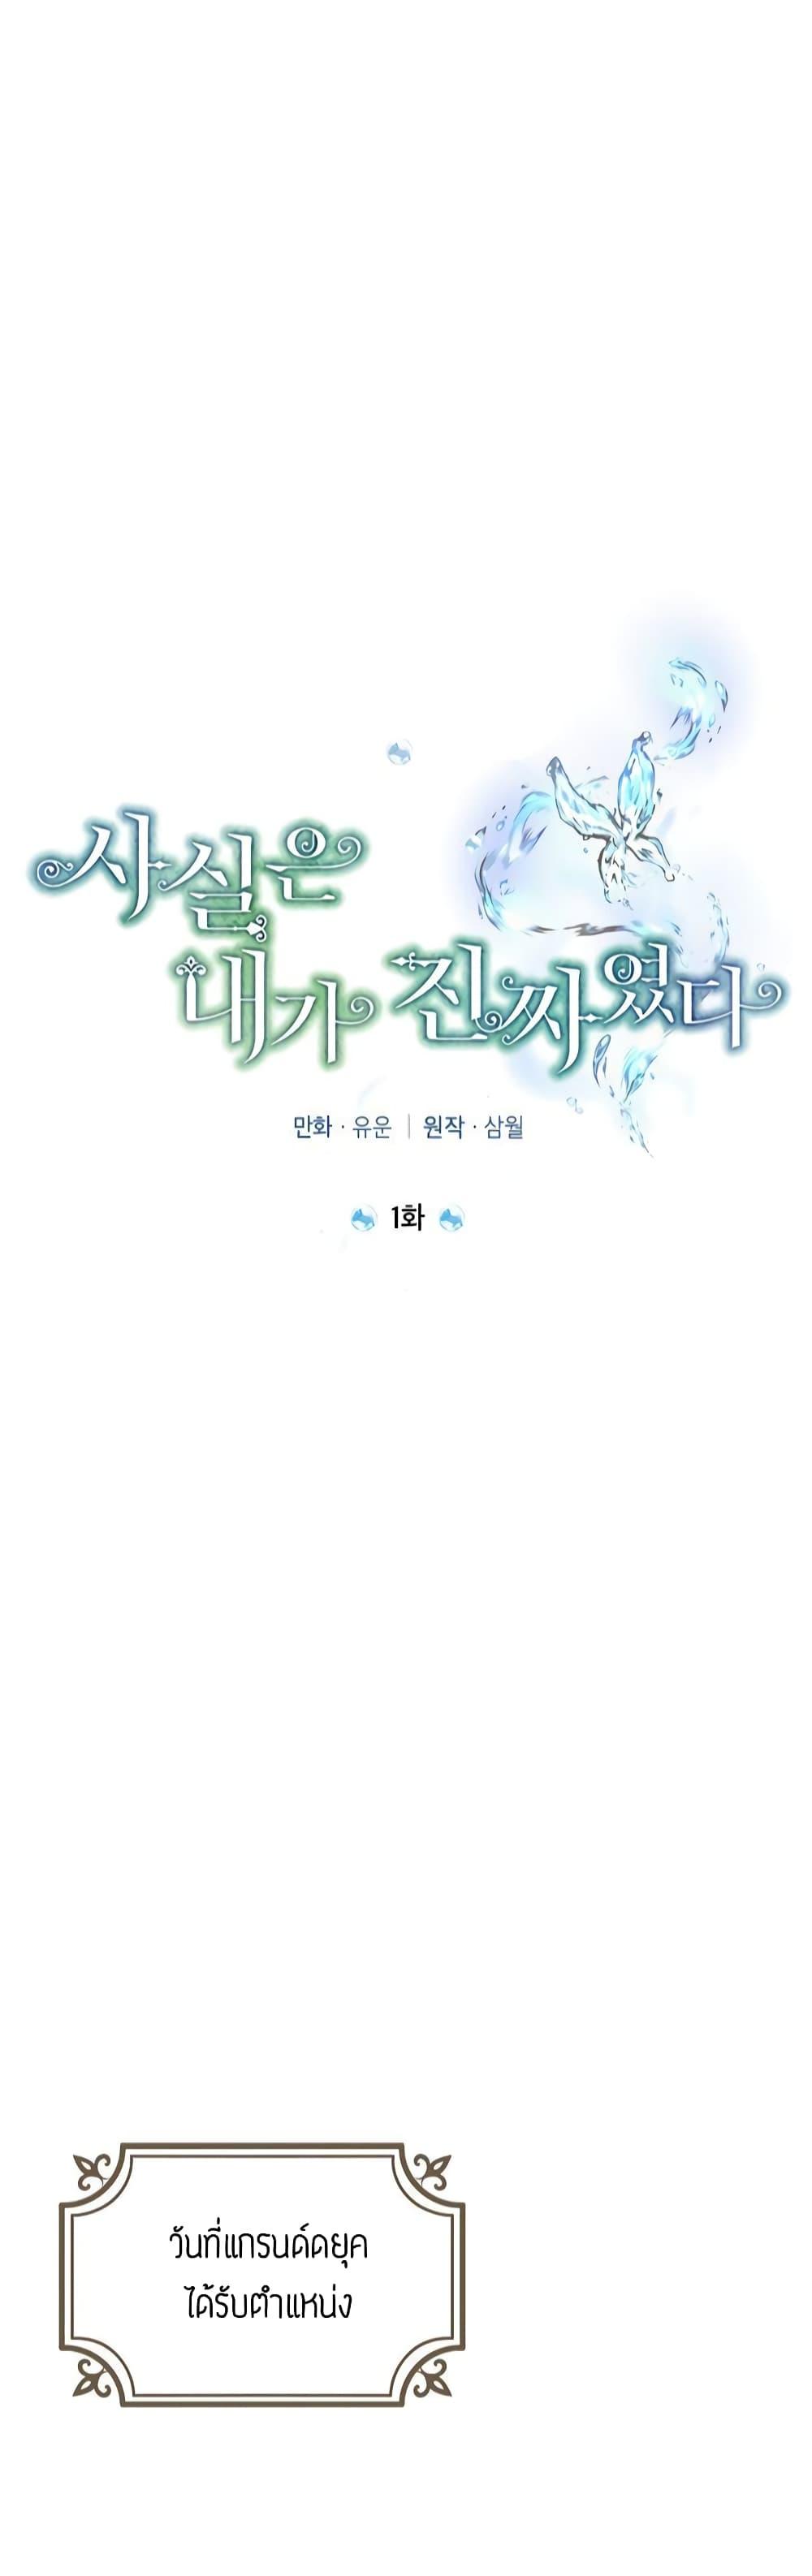 사실은
내가 진짜였다
만화 · 유운 | 원작 · 삼월
1화
วันที่แกรนด์ดยุค
ได้รับตำแหน่ง